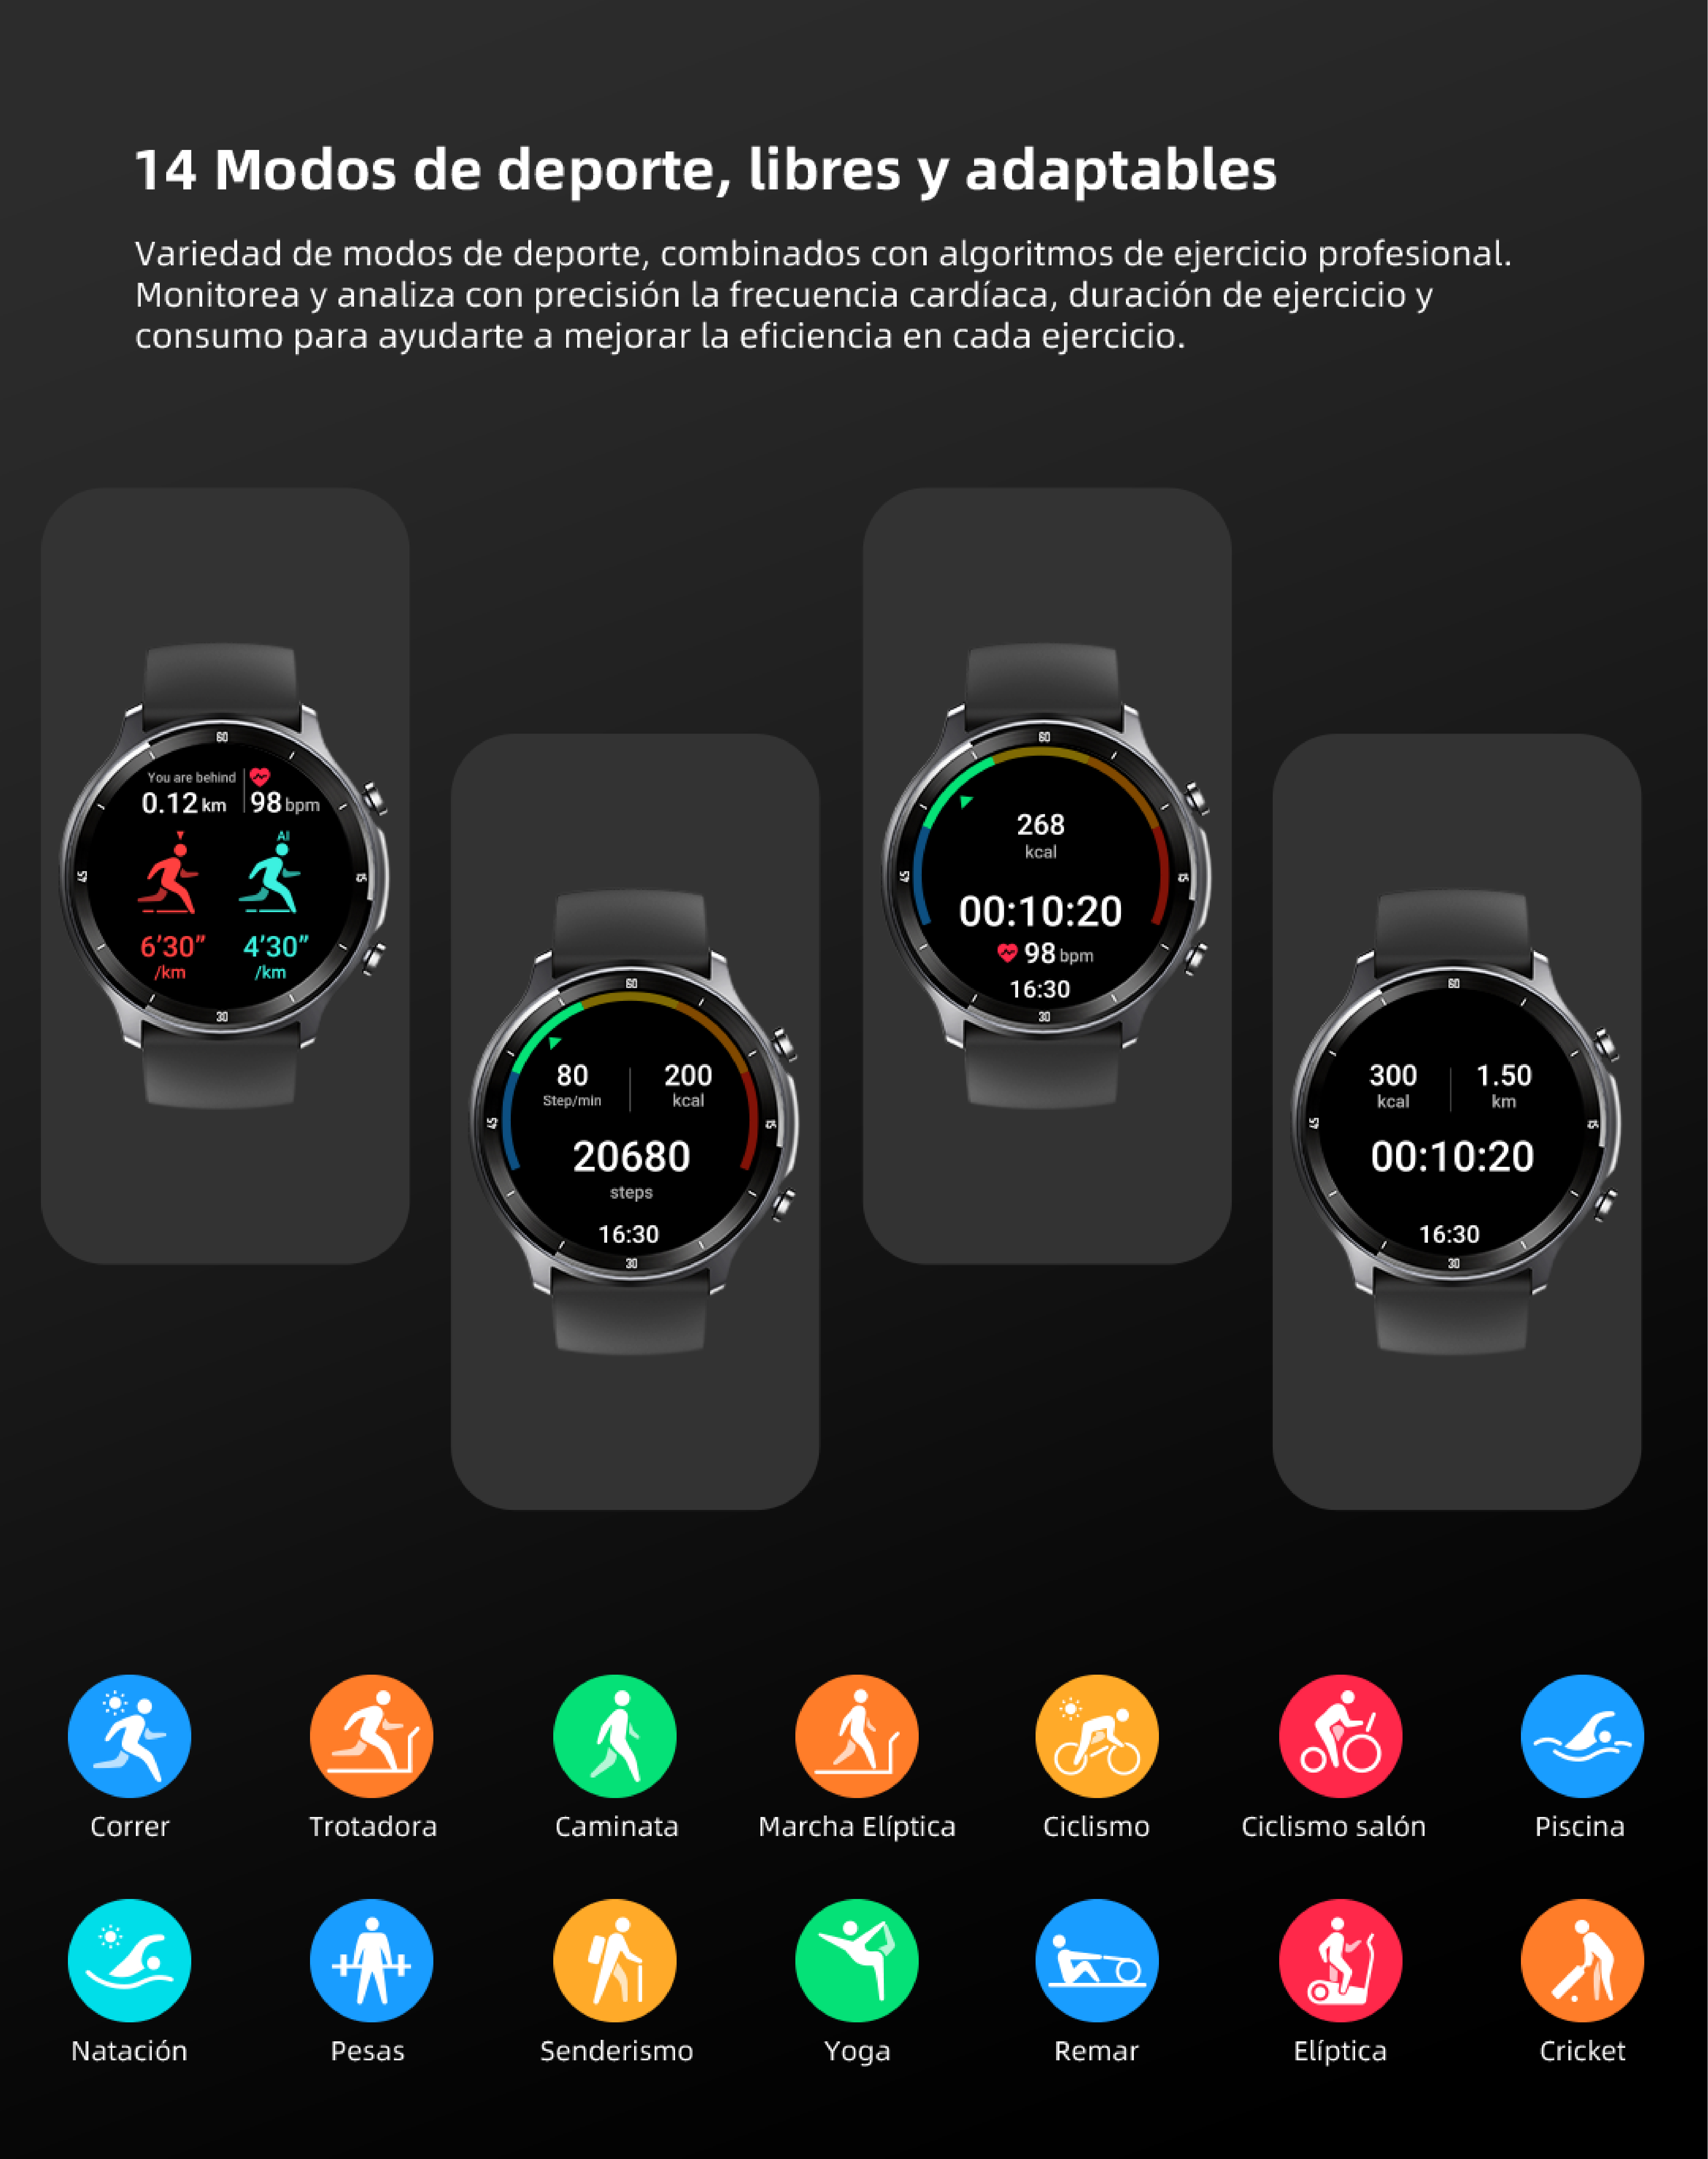 14 Modos de deporte, libres y adaptables
Variedad de modos de deporte, combinados con algoritmos de ejercicio profesional.
Monitorea y analiza con precisión la frecuencia cardíaca, duración de ejercicio y
consumo para ayudarte a mejorar la eficiencia en cada ejercicio.
60
You are behind
0.12 km 98 bpm
AI
45 15
6'30" 4'30"
/km /km
30
60
80 200
Step/min kcal
45 15
20680
steps
16:30
30
60
268
kcal
45 15
00:10:20
98 bpm
16:30
30
60
300 1.50
kcal km
45 15
00:10:20
16:30
30
Correr Trotadora Caminata Marcha Elíptica Ciclismo Ciclismo salón Piscina
Natación Pesas Senderismo Yoga Remar Elíptica Cricket